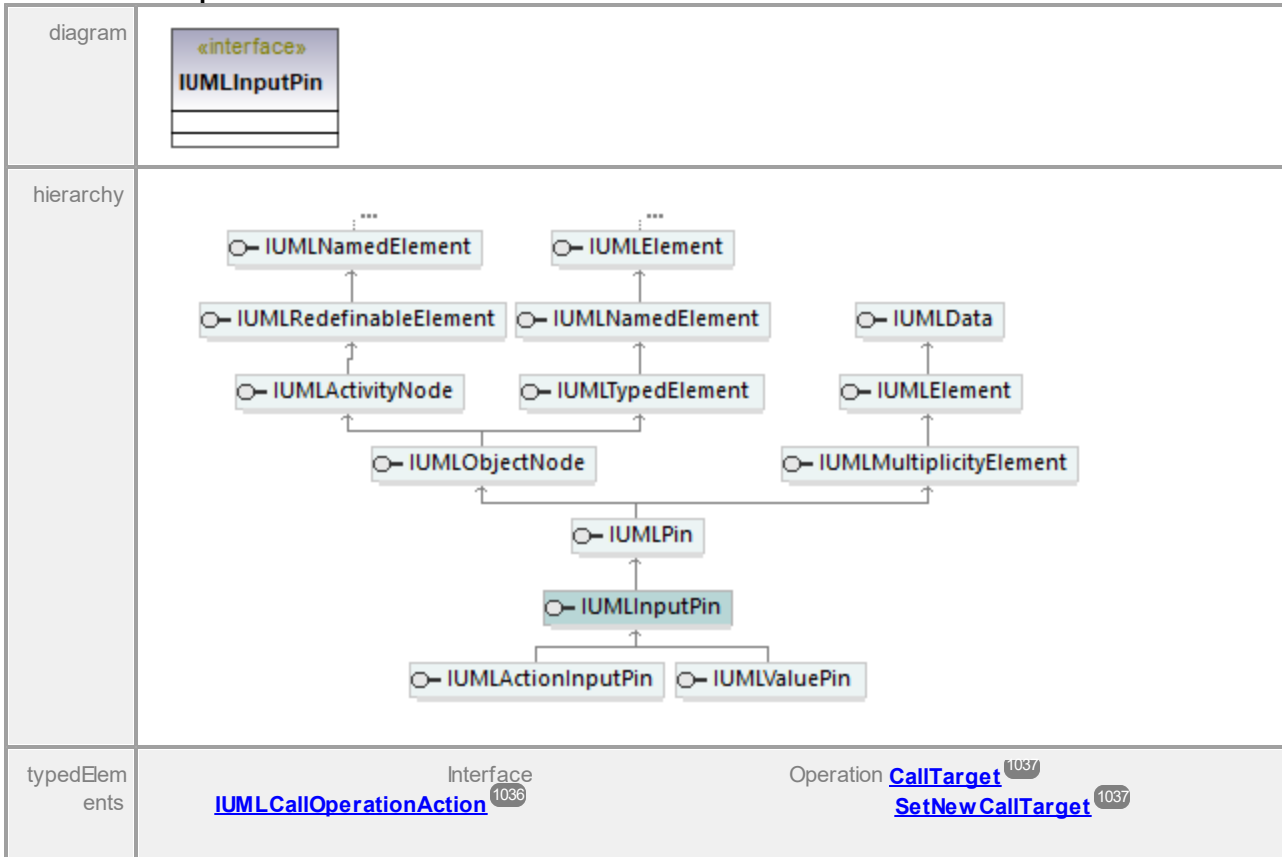 diagram
«interface»
IUMLInputPin
hierarchy
... ...
IUMLNamedElement IUMLElement
IUMLRedefinableElement IUMLNamedElement IUMLData
IUMLActivityNode IUMLTypedElement IUMLElement
IUMLObjectNode IUMLMultiplicityElement
IUMLPin
IUMLInputPin
IUMLActionInputPin IUMLValuePin
typedElem Interface Operation CallTarget 1037
ents IUMLCallOperationAction 1036 SetNewCallTarget 1037